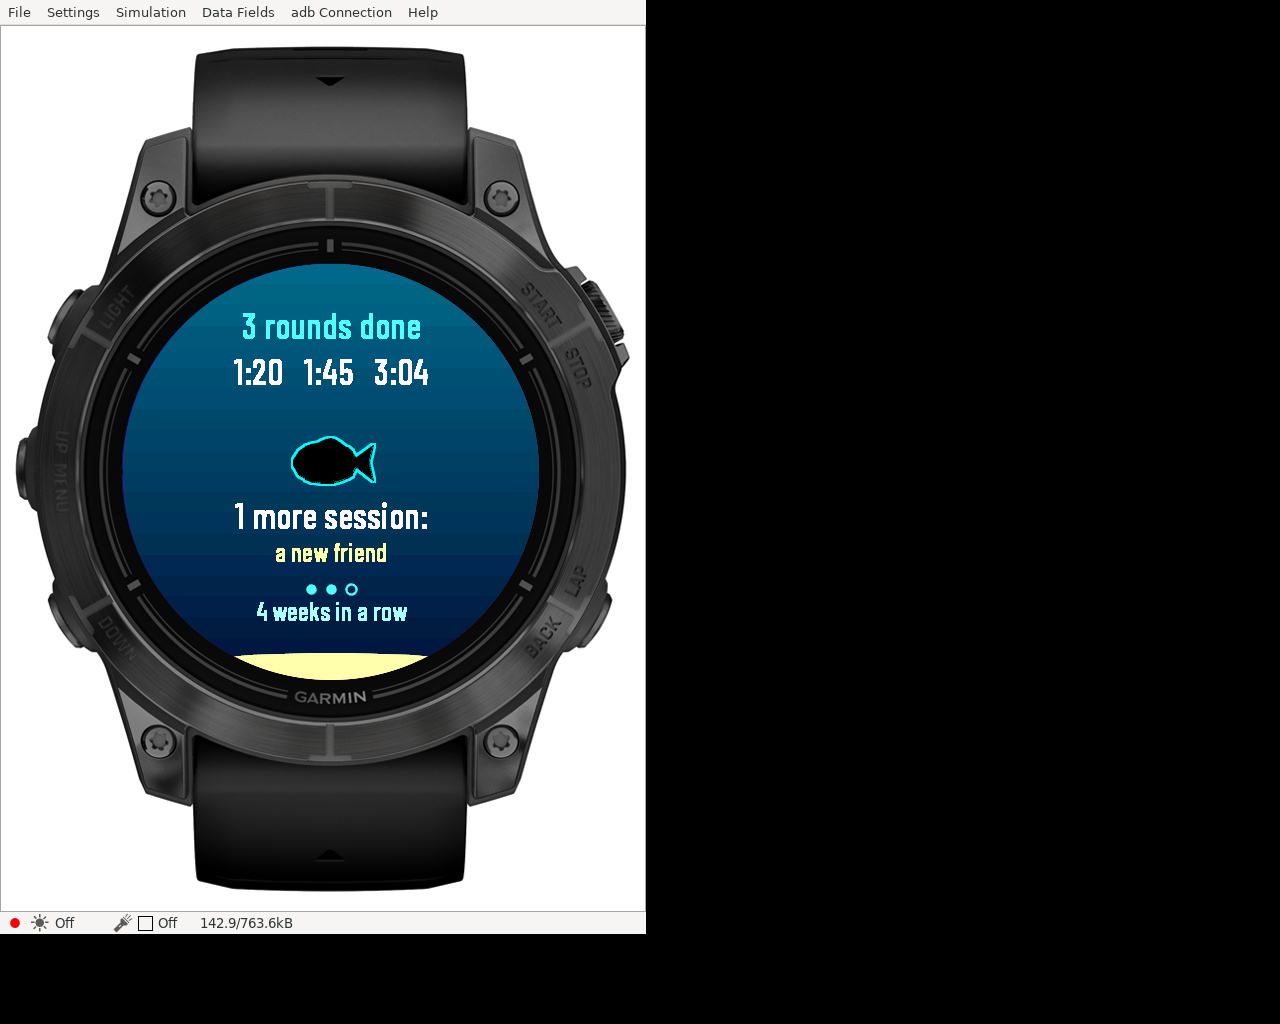 File Settings Simulation Data Fields adb Connection Help
LIGHT
START
STOP
UP MENU
DOWN
LAP
BACK
3 rounds done
1:20 1:45 3:04
1 more session:
a new friend
4 weeks in a row
GARMIN
Off Off 142.9/763.6kB